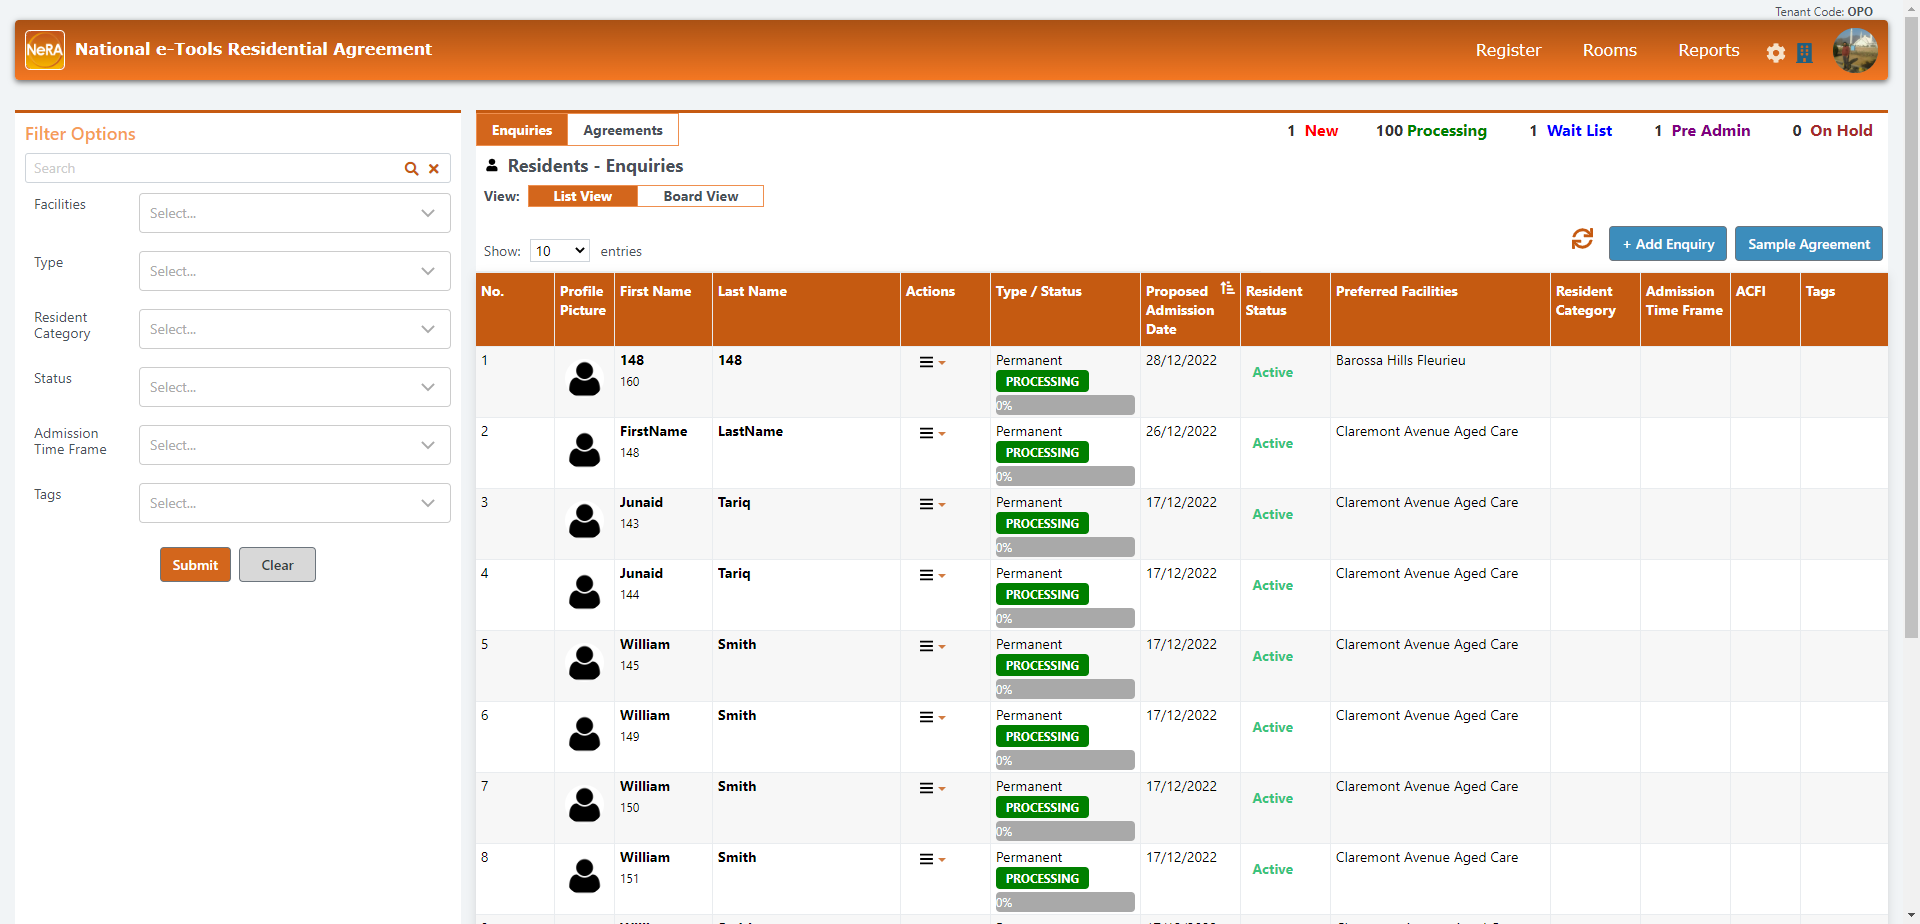 Tenant Code: OPO
NeRA National e-Tools Residential Agreement
Register Rooms Reports
Filter Options
Search
Facilities Select...
Type Select...
Resident Category Select...
Status Select...
Admission Time Frame Select...
Tags Select...
Submit Clear
Enquiries Agreements
1 New 100 Processing 1 Wait List 1 Pre Admin 0 On Hold
Residents - Enquiries
View: List View Board View
Show: 10 entries
+ Add Enquiry Sample Agreement
No. Profile Picture First Name Last Name Actions Type / Status Proposed Admission Date Resident Status Preferred Facilities Resident Category Admission Time Frame ACFI Tags
1 148 148 Permanent 28/12/2022 Barossa Hills Fleurieu
160 PROCESSING Active
0%
2 FirstName LastName Permanent 26/12/2022 Claremont Avenue Aged Care
148 PROCESSING Active
0%
3 Junaid Tariq Permanent 17/12/2022 Claremont Avenue Aged Care
143 PROCESSING Active
0%
4 Junaid Tariq Permanent 17/12/2022 Claremont Avenue Aged Care
144 PROCESSING Active
0%
5 William Smith Permanent 17/12/2022 Claremont Avenue Aged Care
145 PROCESSING Active
0%
6 William Smith Permanent 17/12/2022 Claremont Avenue Aged Care
149 PROCESSING Active
0%
7 William Smith Permanent 17/12/2022 Claremont Avenue Aged Care
150 PROCESSING Active
0%
8 William Smith Permanent 17/12/2022 Claremont Avenue Aged Care
151 PROCESSING Active
0%